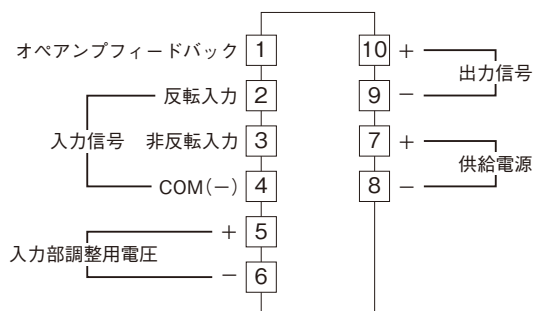 オペアンプフィードバック 1
反転入力 2
入力信号 非反転入力 3
COM(−) 4
+ 5
入力部調整用電圧
− 6
10 +
出力信号
9 −
7 +
供給電源
8 −